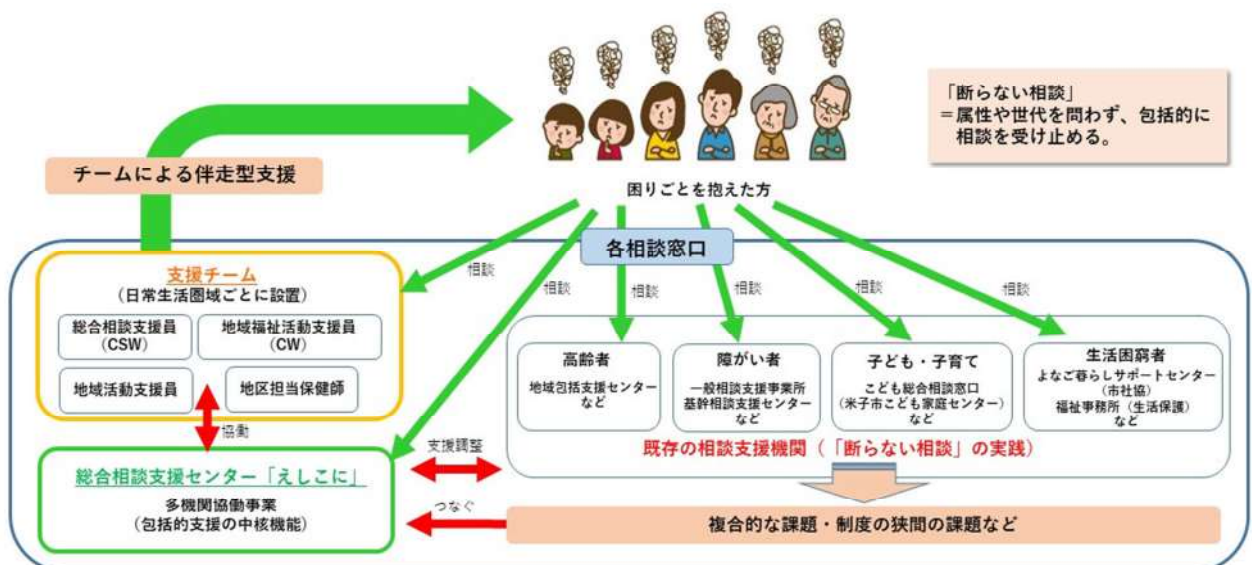 「断らない相談」
＝属性や世代を問わず、包括的に
相談を受け止める。
チームによる伴走型支援
困りごとを抱えた方
各相談窓口
相談
相談
相談
相談
相談
相談
支援チーム
（日常生活圏域ごとに設置）
総合相談支援員
（CSW）
地域福祉活動支援員
（CW）
地域活動支援員
地区担当保健師
協働
総合相談支援センター「えしこに」
多機関協働事業
（包括的支援の中核機能）
支援調整
つなぐ
高齢者
地域包括支援センター
など
障がい者
一般相談支援事業所
基幹相談支援センター
など
子ども・子育て
こども総合相談窓口
（米子市こども家庭センター）
など
生活困窮者
よなご暮らしサポートセンター
（市社協）
福祉事務所（生活保護）
など
既存の相談支援機関（「断らない相談」の実践）
複合的な課題・制度の狭間の課題など